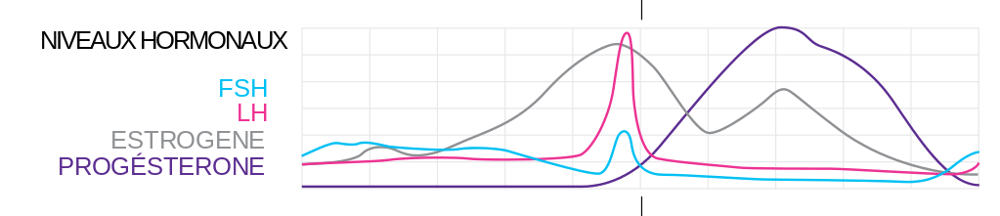 NIVEAUX HORMONAUX
FSH
LH
ESTROGENE
PROGÉSTERONE